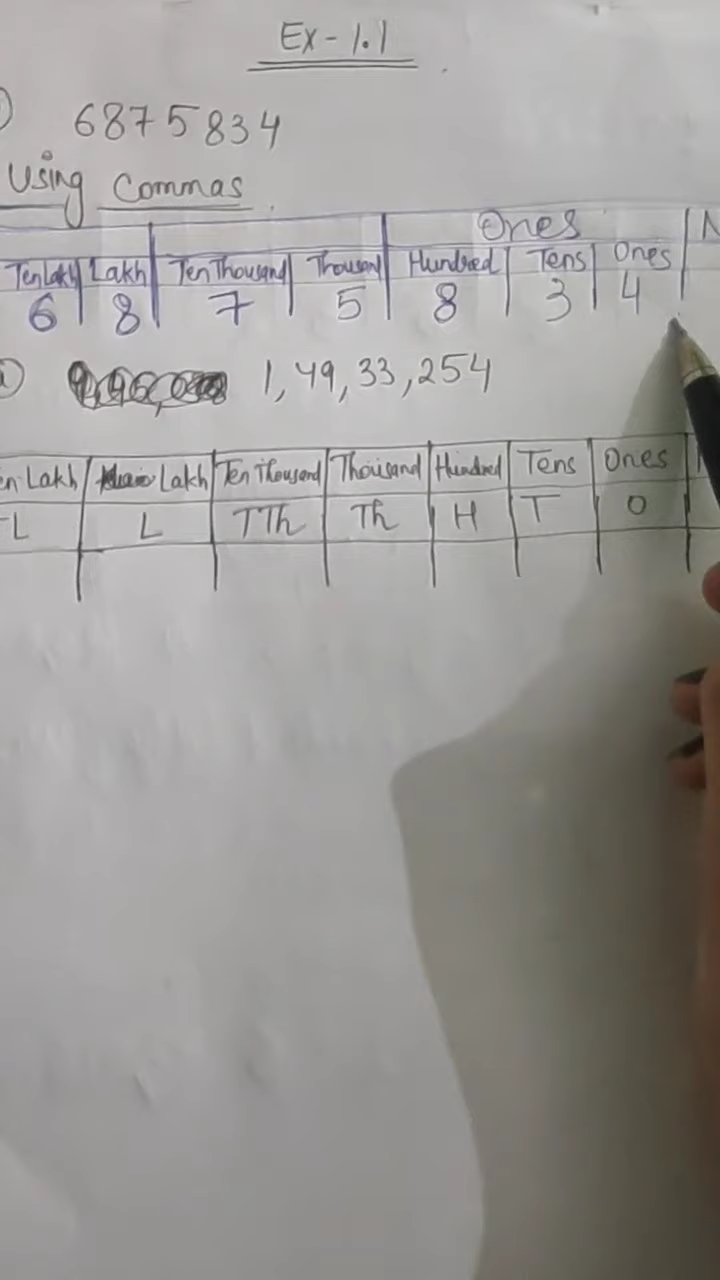 Ex - 1.1
6875834
Using Commas
Ones
Ten Lakh Lakh Ten Thousand Thousand Hundred Tens Ones
6 8 7 5 8 3 4
1,49,33,254
Lakh Lakh Ten Thousand Thousand Hundred Tens Ones
L L TTh Th H T O